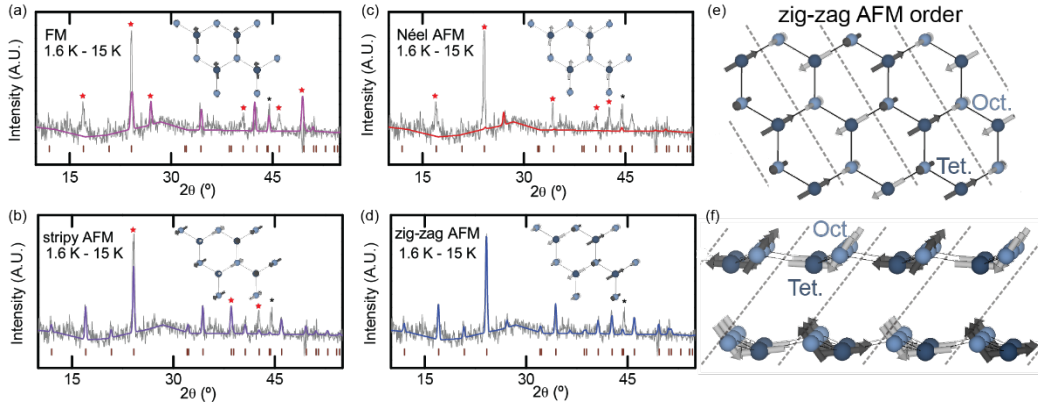 (a)
FM
1.6 K - 15 K
Intensity (A.U.)
15
30
45
2θ (º)
(c)
Néel AFM
1.6 K - 15 K
Intensity (A.U.)
15
30
45
2θ (º)
(b)
stripy AFM
1.6 K - 15 K
Intensity (A.U.)
15
30
45
2θ (º)
(d)
zig-zag AFM
1.6 K - 15 K
Intensity (A.U.)
15
30
45
2θ (º)
(e)
zig-zag AFM order
Oct.
Tet.
(f)
Oct.
Tet.